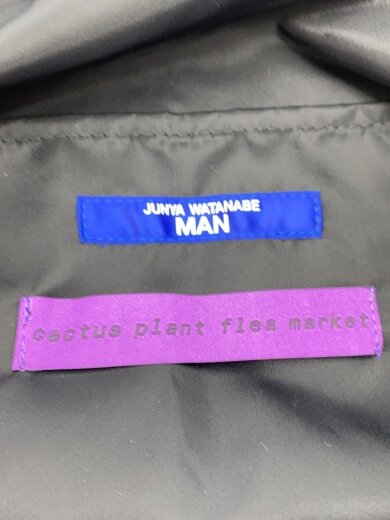 JUNYA WATANABE
MAN
cactus plant flea market